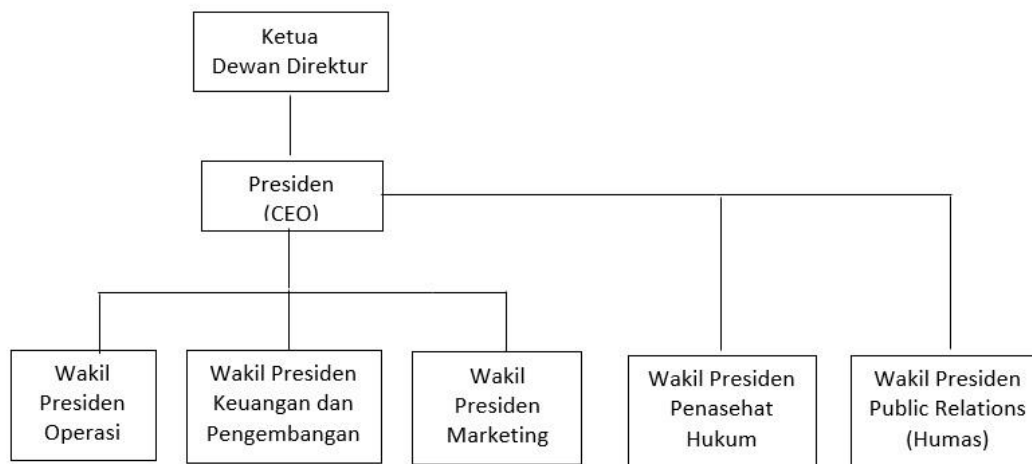 Ketua
Dewan Direktur
Presiden
(CEO)
Wakil
Presiden
Operasi
Wakil Presiden
Keuangan dan
Pengembangan
Wakil
Presiden
Marketing
Wakil Presiden
Penasehat
Hukum
Wakil Presiden
Public Relations
(Humas)